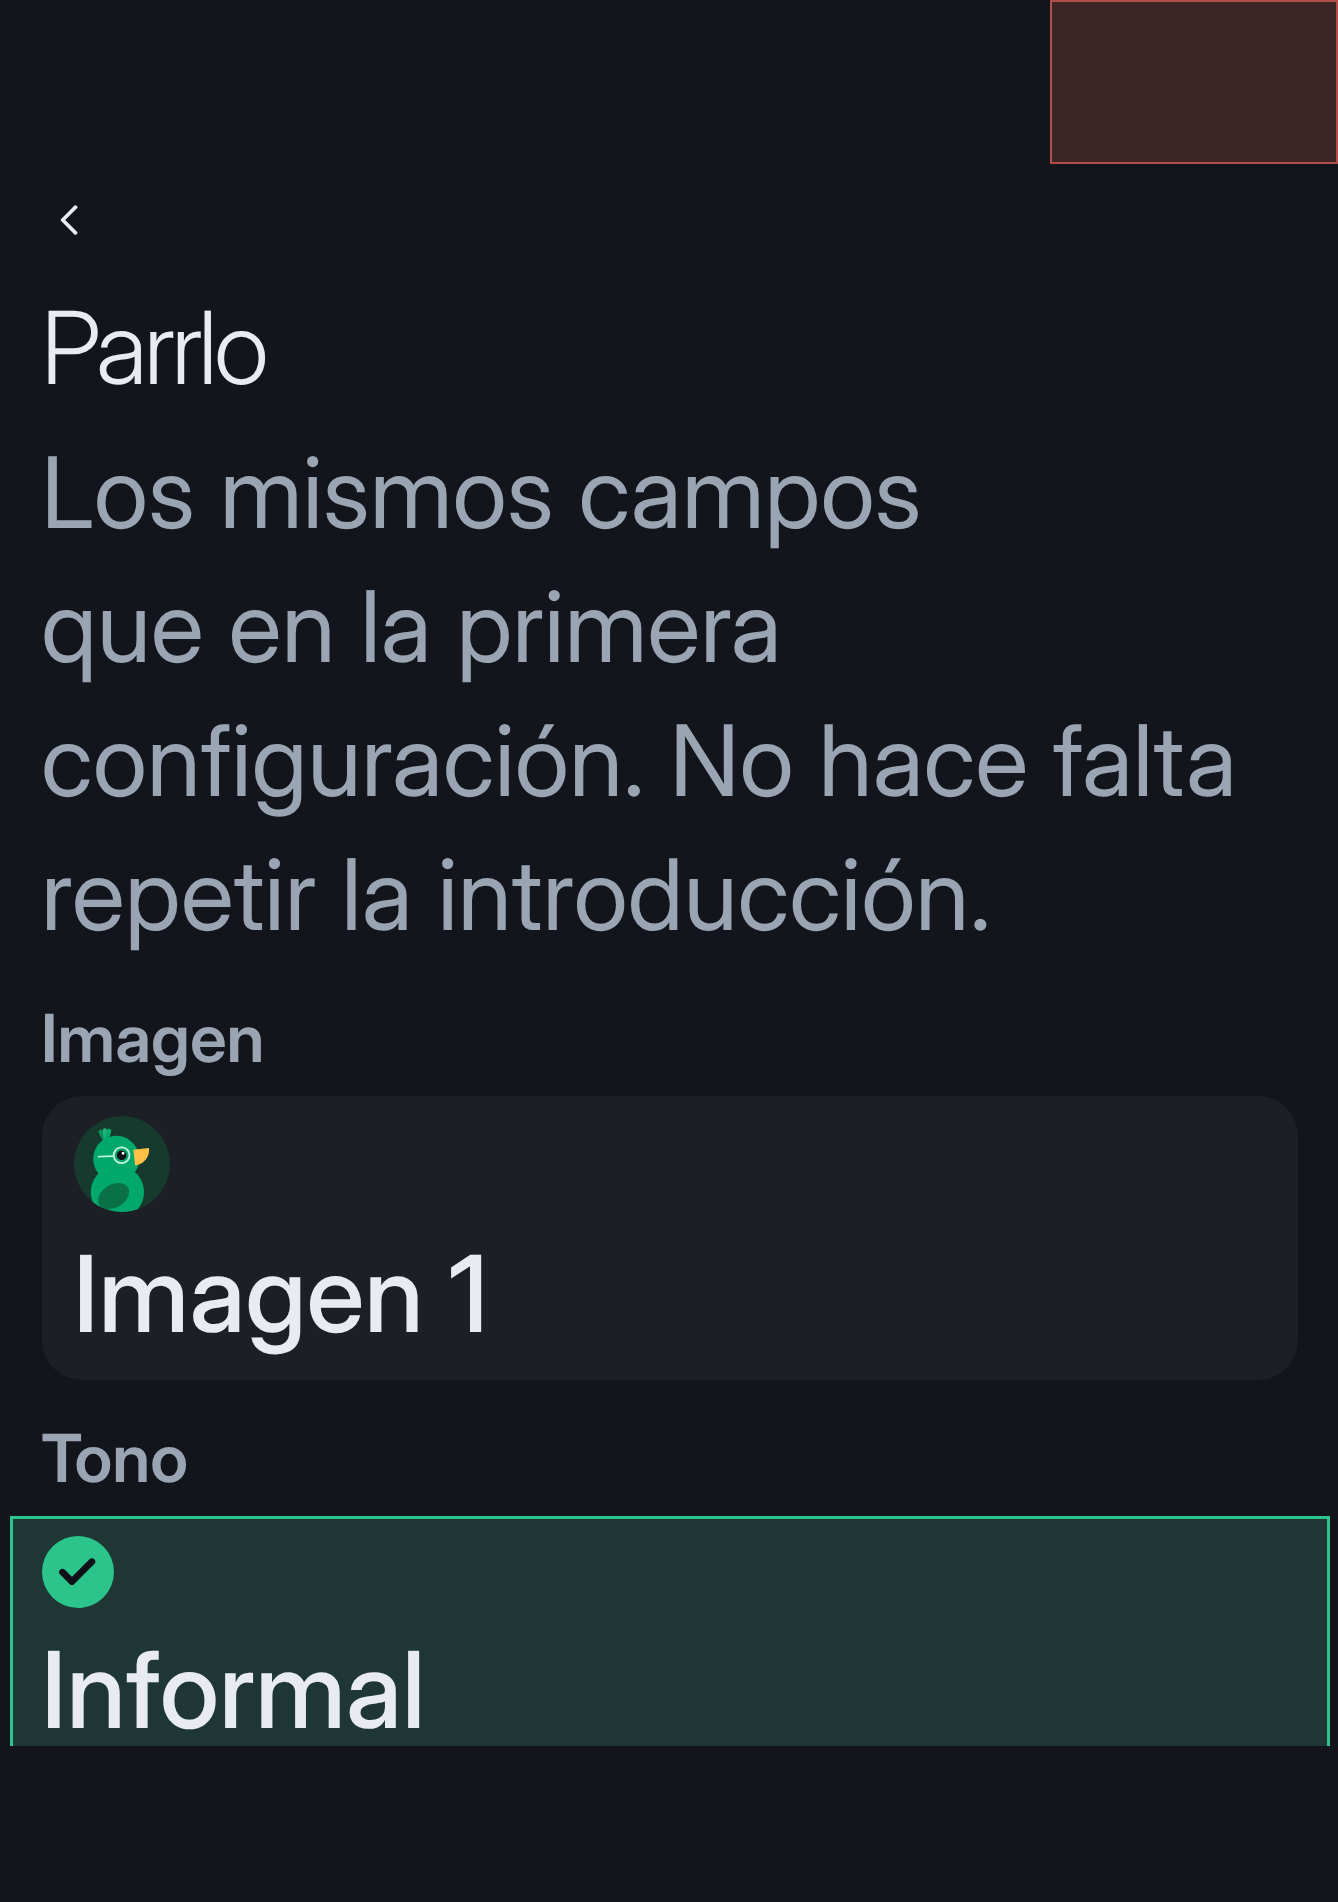 Parrlo
Los mismos campos
que en la primera
configuración. No hace falta
repetir la introducción.
Imagen
Imagen 1
Tono
Informal